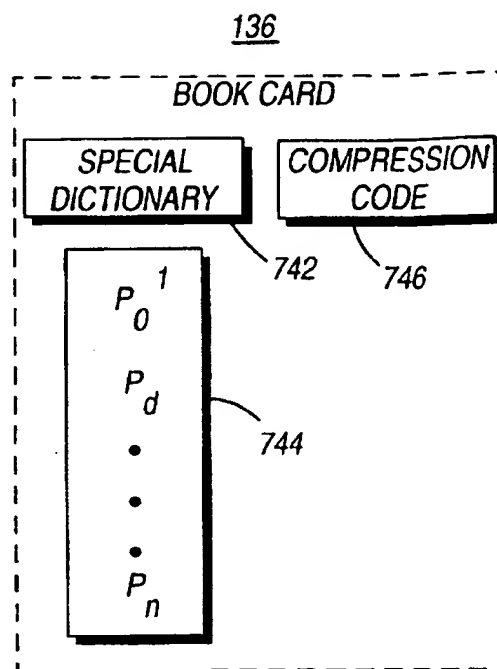 136
BOOK CARD
SPECIAL
DICTIONARY
COMPRESSION
CODE
742
746
P0 1
Pd
744
Pn